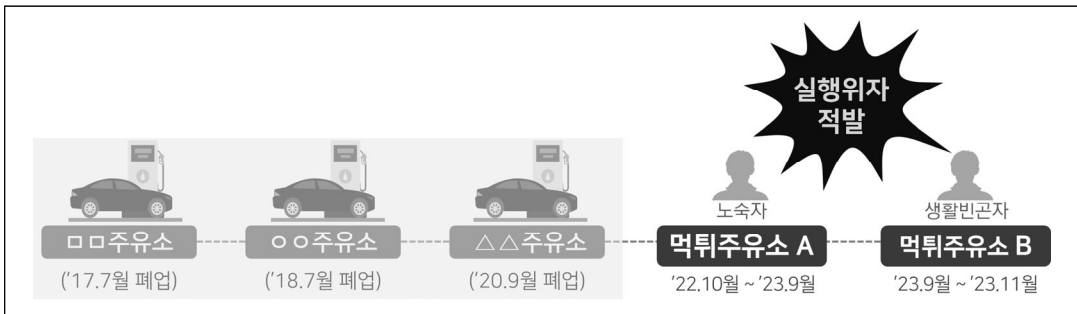 실행위자
적발
노숙자
생활빈곤자
ㅁㅁ주유소
ㅇㅇ주유소
△△주유소
먹튀주유소 A
먹튀주유소 B
('17.7월 폐업)
('18.7월 폐업)
('20.9월 폐업)
'22.10월 ~ '23.9월
'23.9월 ~ '23.11월